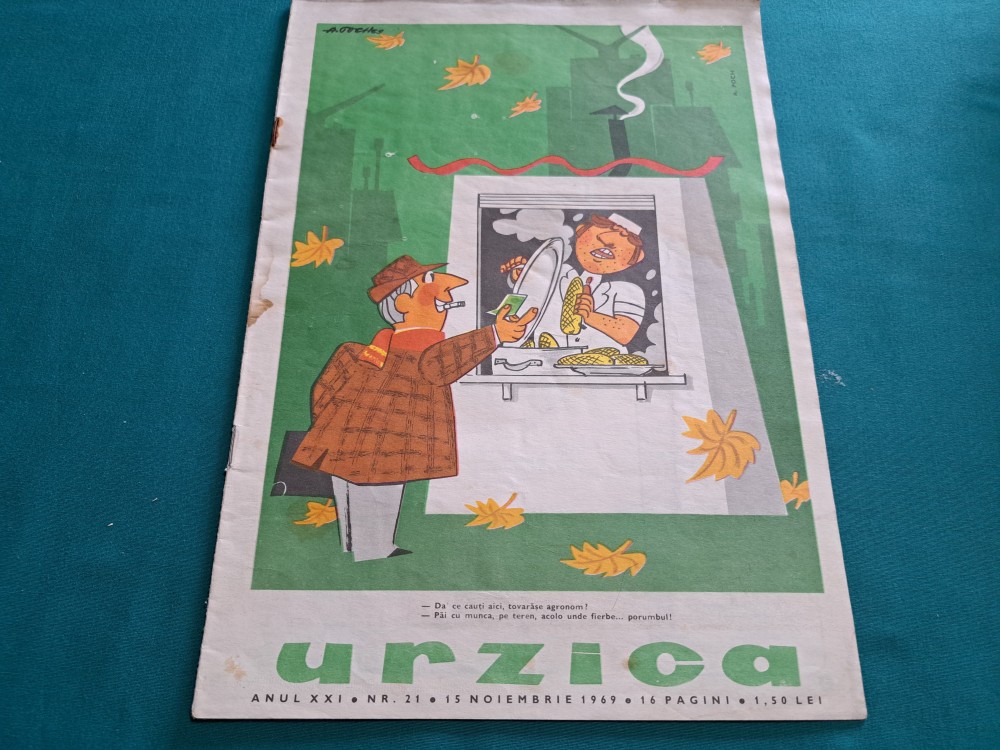 — Da' ce cauți aici, tovarășe agronom?
— Păi cu munca, pe teren, acolo unde fierbe... porumbul!
urzica
ANUL XXI • NR. 21 • 15 NOIEMBRIE 1969 • 16 PAGINI • 1,50 LEI